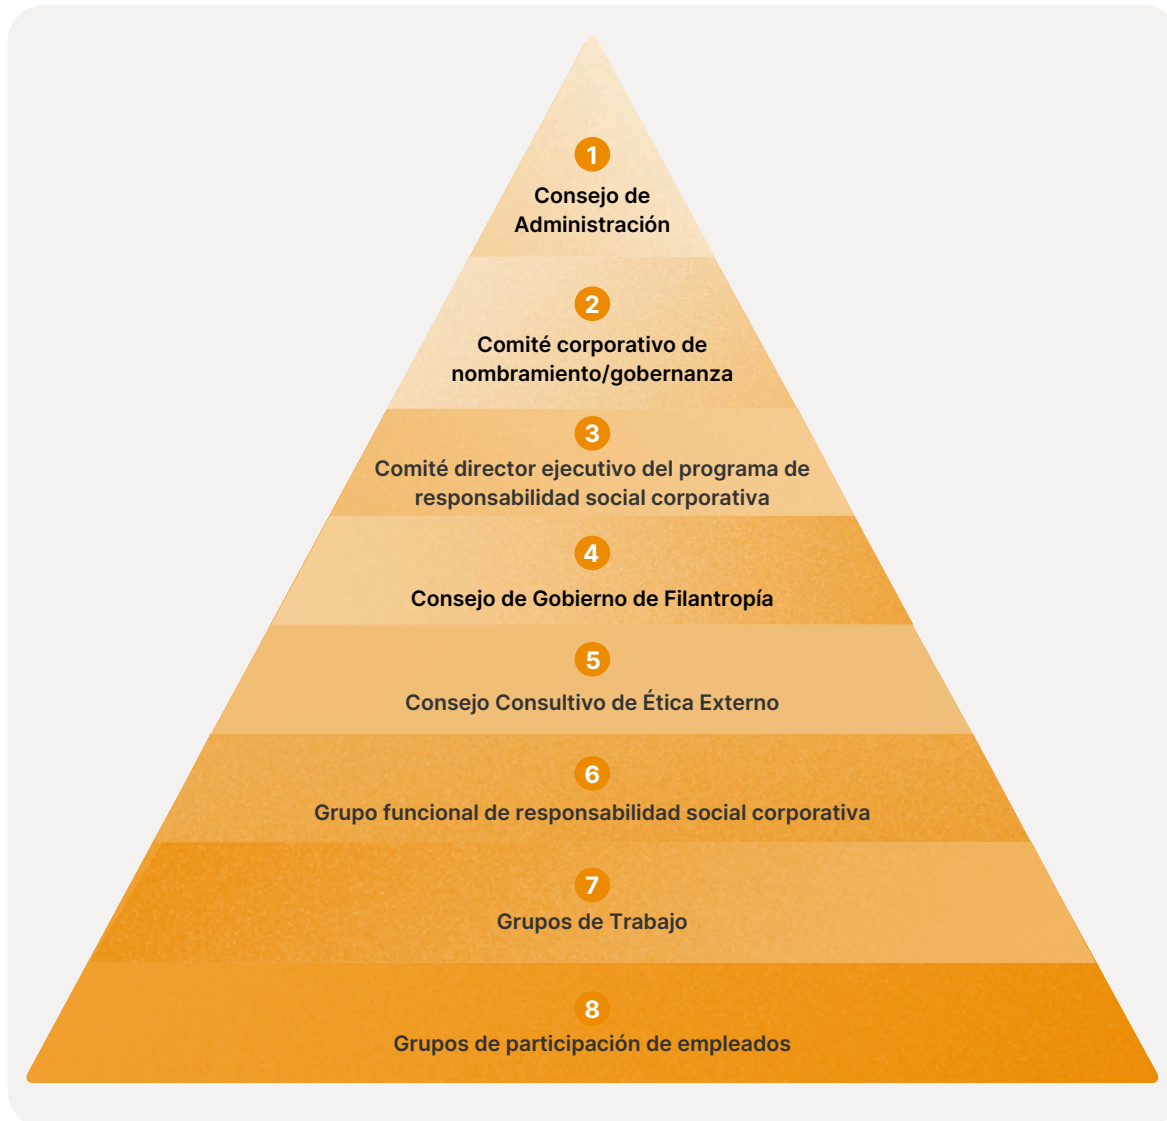 1
Consejo de
Administración
2
Comité corporativo de
nombramiento/gobernanza
3
Comité director ejecutivo del programa de
responsabilidad social corporativa
4
Consejo de Gobierno de Filantropía
5
Consejo Consultivo de Ética Externo
6
Grupo funcional de responsabilidad social corporativa
7
Grupos de Trabajo
8
Grupos de participación de empleados